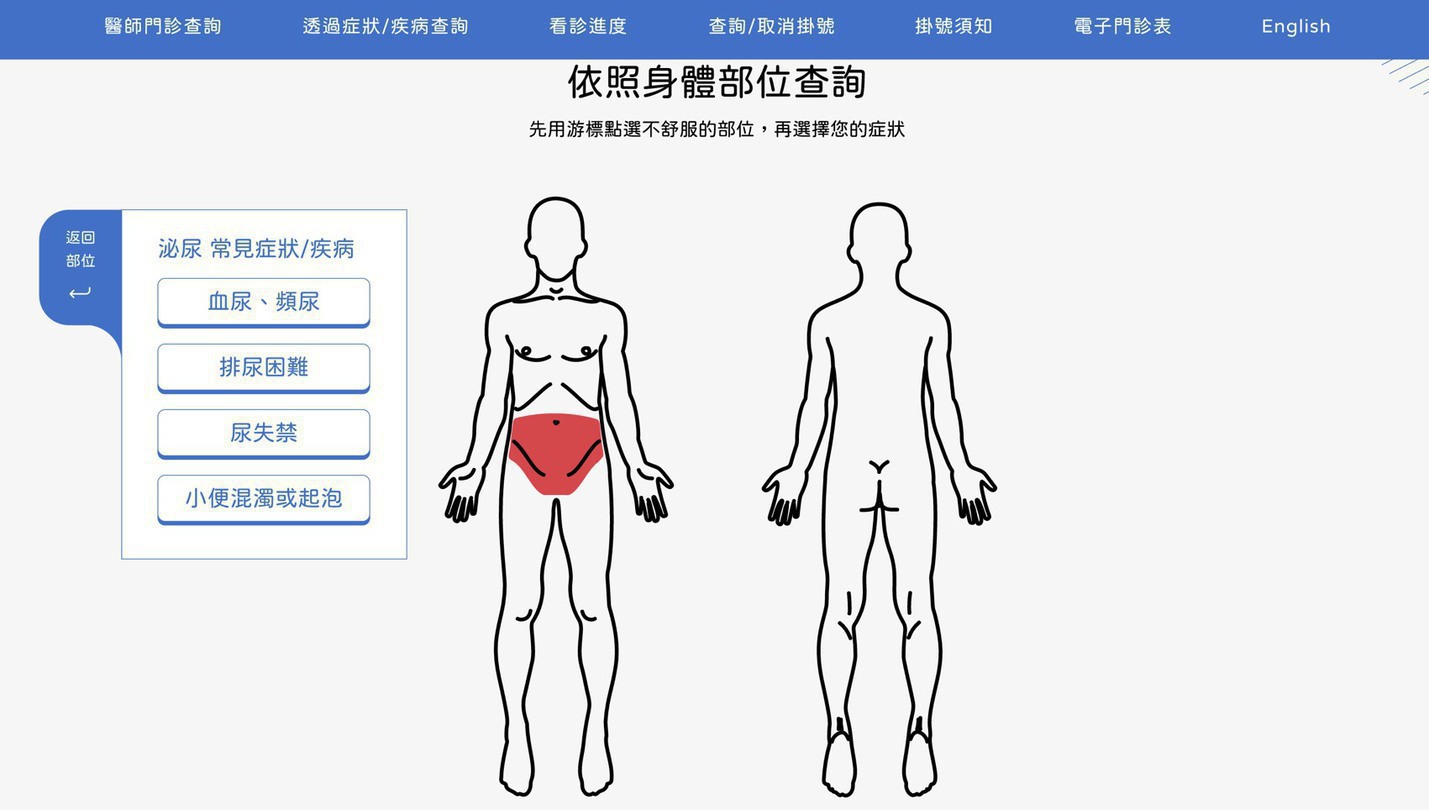 醫師門診查詢
透過症狀/疾病查詢
看診進度
查詢/取消掛號
掛號須知
電子門診表
English
依照身體部位查詢
先用游標點選不舒服的部位，再選擇您的症狀
返回
部位
泌尿 常見症狀/疾病
血尿、頻尿
排尿困難
尿失禁
小便混濁或起泡